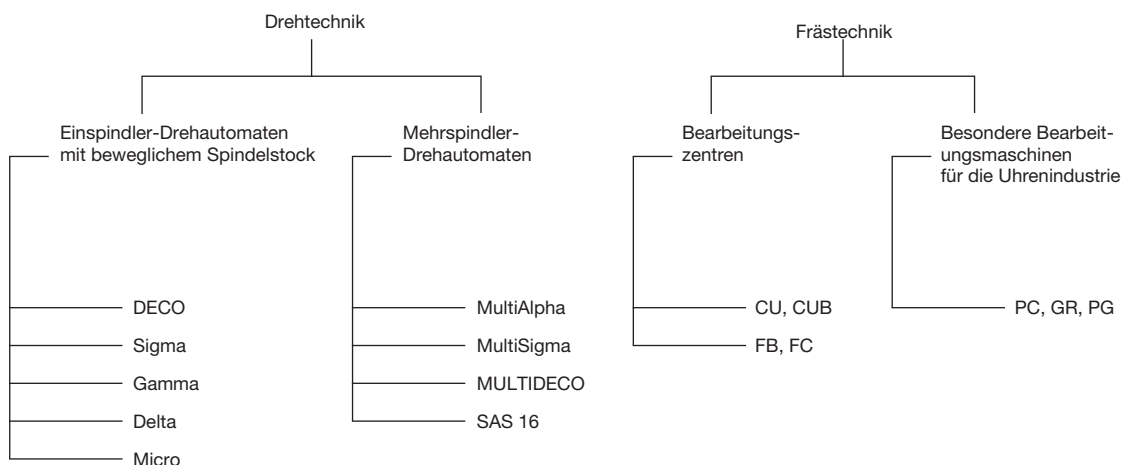 Drehtechnik
Frästechnik
Einspindler-Drehautomaten
mit beweglichem Spindelstock
Mehrspindler-
Drehautomaten
Bearbeitungs-
zentren
Besondere Bearbeit-
ungsmaschinen
für die Uhrenindustrie
DECO
Sigma
Gamma
Delta
Micro
MultiAlpha
MultiSigma
MULTIDECO
SAS 16
CU, CUB
FB, FC
PC, GR, PG